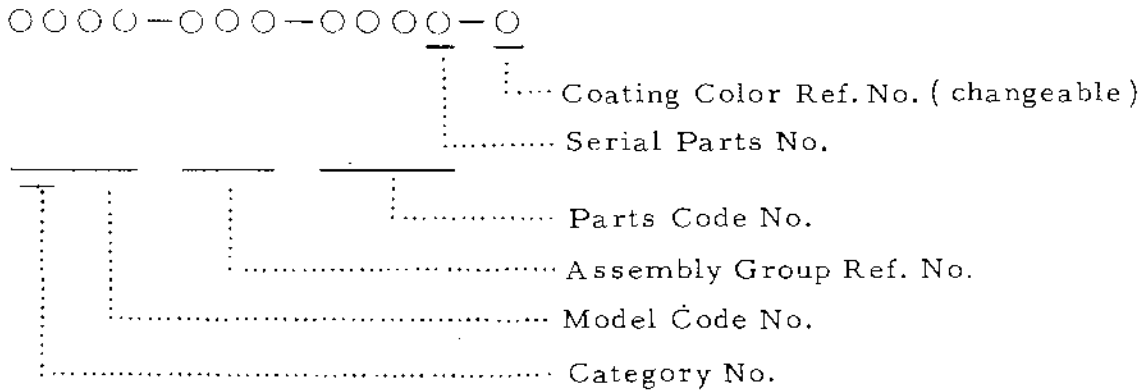 ○○○○-○○○-○○○○-○
Coating Color Ref. No. ( changeable )
Serial Parts No.
Parts Code No.
Assembly Group Ref. No.
Model Code No.
Category No.